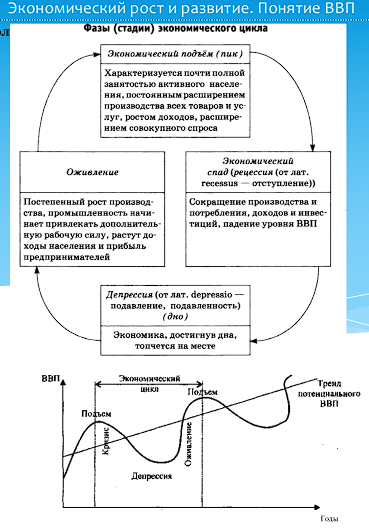 Экономический рост и развитие. Понятие ВВП
Фазы (стадии) экономического цикла
Экономический подъём (пик)
Характеризуется почти полной
занятостью активного населе-
ния, постоянным расширением
производства всех товаров и ус-
луг, ростом доходов, расшире-
нием совокупного спроса
Оживление
Постепенный рост производ-
ства, промышленность начи-
нает привлекать дополнитель-
ную рабочую силу, растут до-
ходы населения и прибыль
предпринимателей
Экономический
спад (рецессия (от лат.
recessus — отступление))
Сокращение производства и
потребления, доходов и инвес-
тиций, падение уровня ВВП
Депрессия (от лат. depressio —
подавление, подавленность)
(дно)
Экономика, достигнув дна,
топчется на месте
ВВП
Экономический
цикл
Подъем
Подъем
Тренд
потенциального
ВВП
Кризис
Оживление
Депрессия
Годы